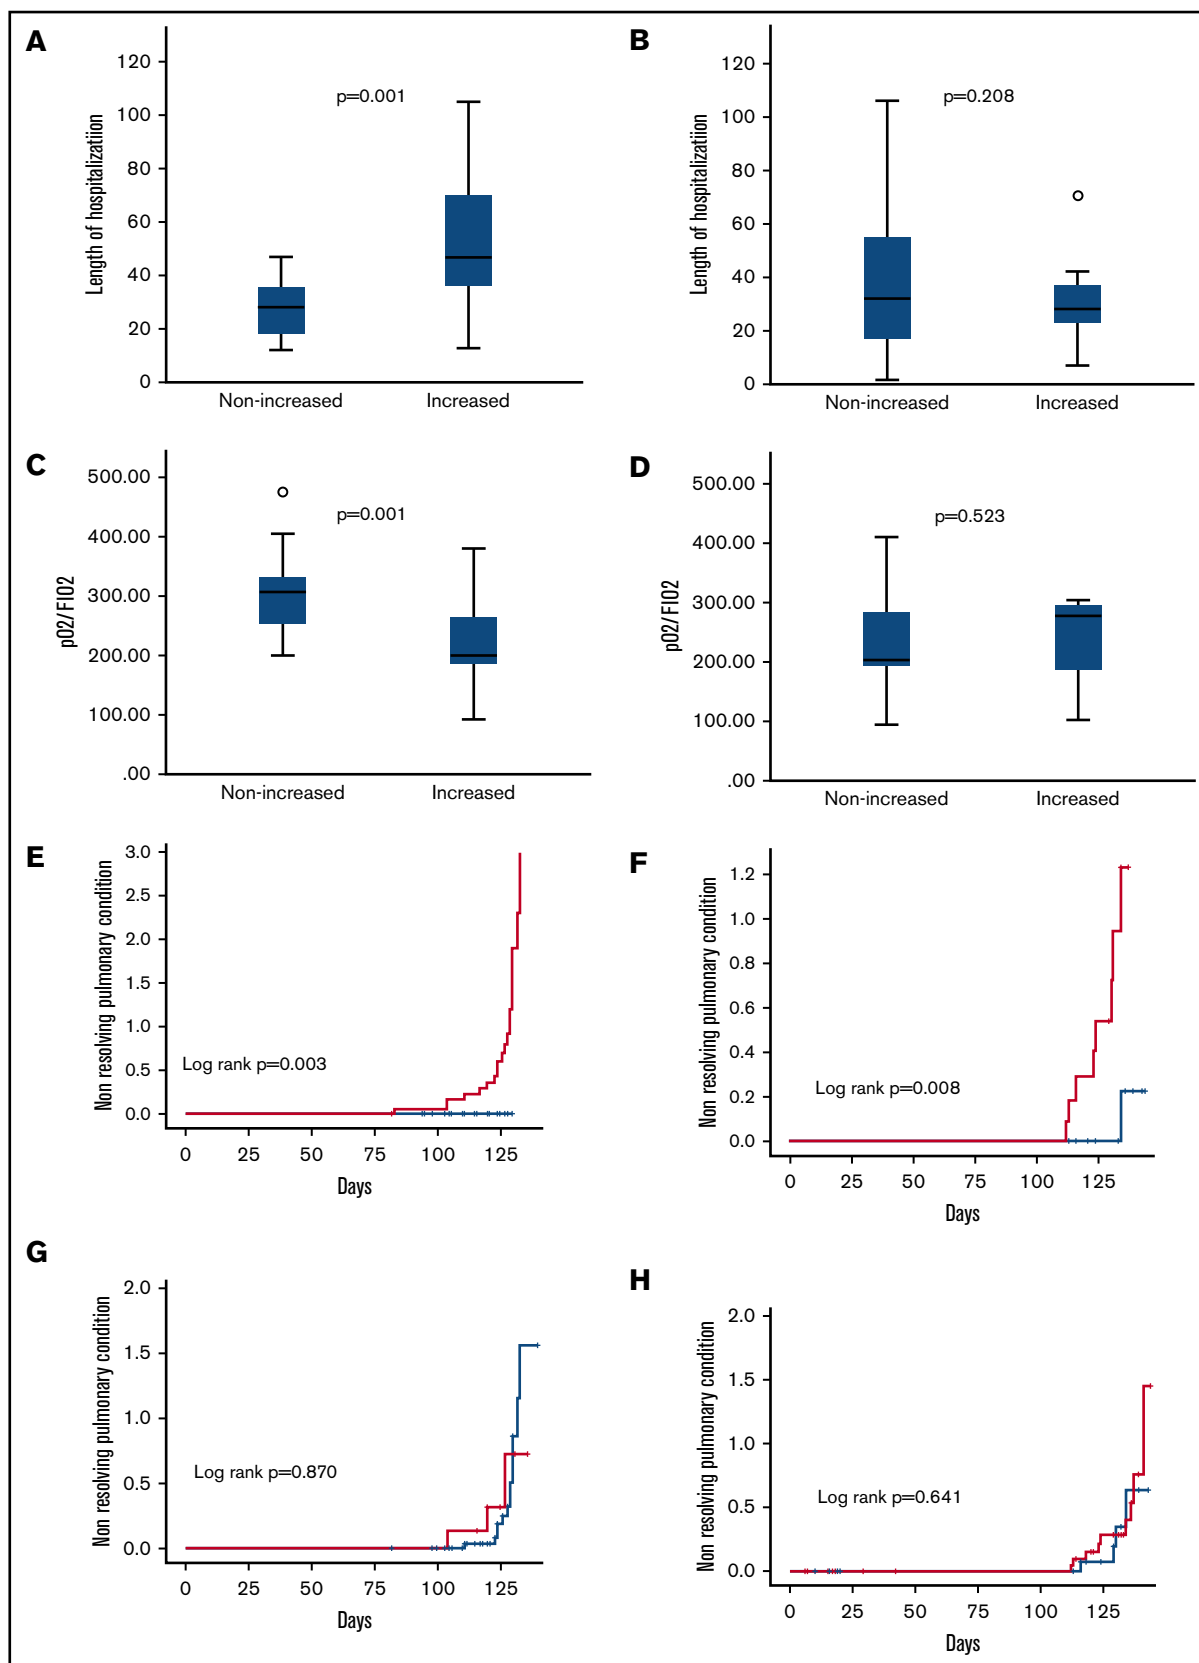 A
120
100
80
60
40
20
0
Length of hospitalizatiion
p=0.001
Non-increased
Increased
B
120
100
80
60
40
20
0
Length of hospitalizatiion
p=0.208
Non-increased
Increased
C
500.00
400.00
300.00
200.00
100.00
.00
pO2/FIO2
p=0.001
Non-increased
Increased
D
500.00
400.00
300.00
200.00
100.00
.00
pO2/FIO2
p=0.523
Non-increased
Increased
E
3.0
2.5
2.0
1.5
1.0
0.5
0.0
Non resolving pulmonary condition
Log rank p=0.003
0 25 50 75 100 125
Days
F
1.2
1.0
0.8
0.6
0.4
0.2
0.0
Non resolving pulmonary condition
Log rank p=0.008
0 25 50 75 100 125
Days
G
2.0
1.5
1.0
0.5
0.0
Non resolving pulmonary condition
Log rank p=0.870
0 25 50 75 100 125
Days
H
2.0
1.5
1.0
0.5
0.0
Non resolving pulmonary condition
Log rank p=0.641
0 25 50 75 100 125
Days